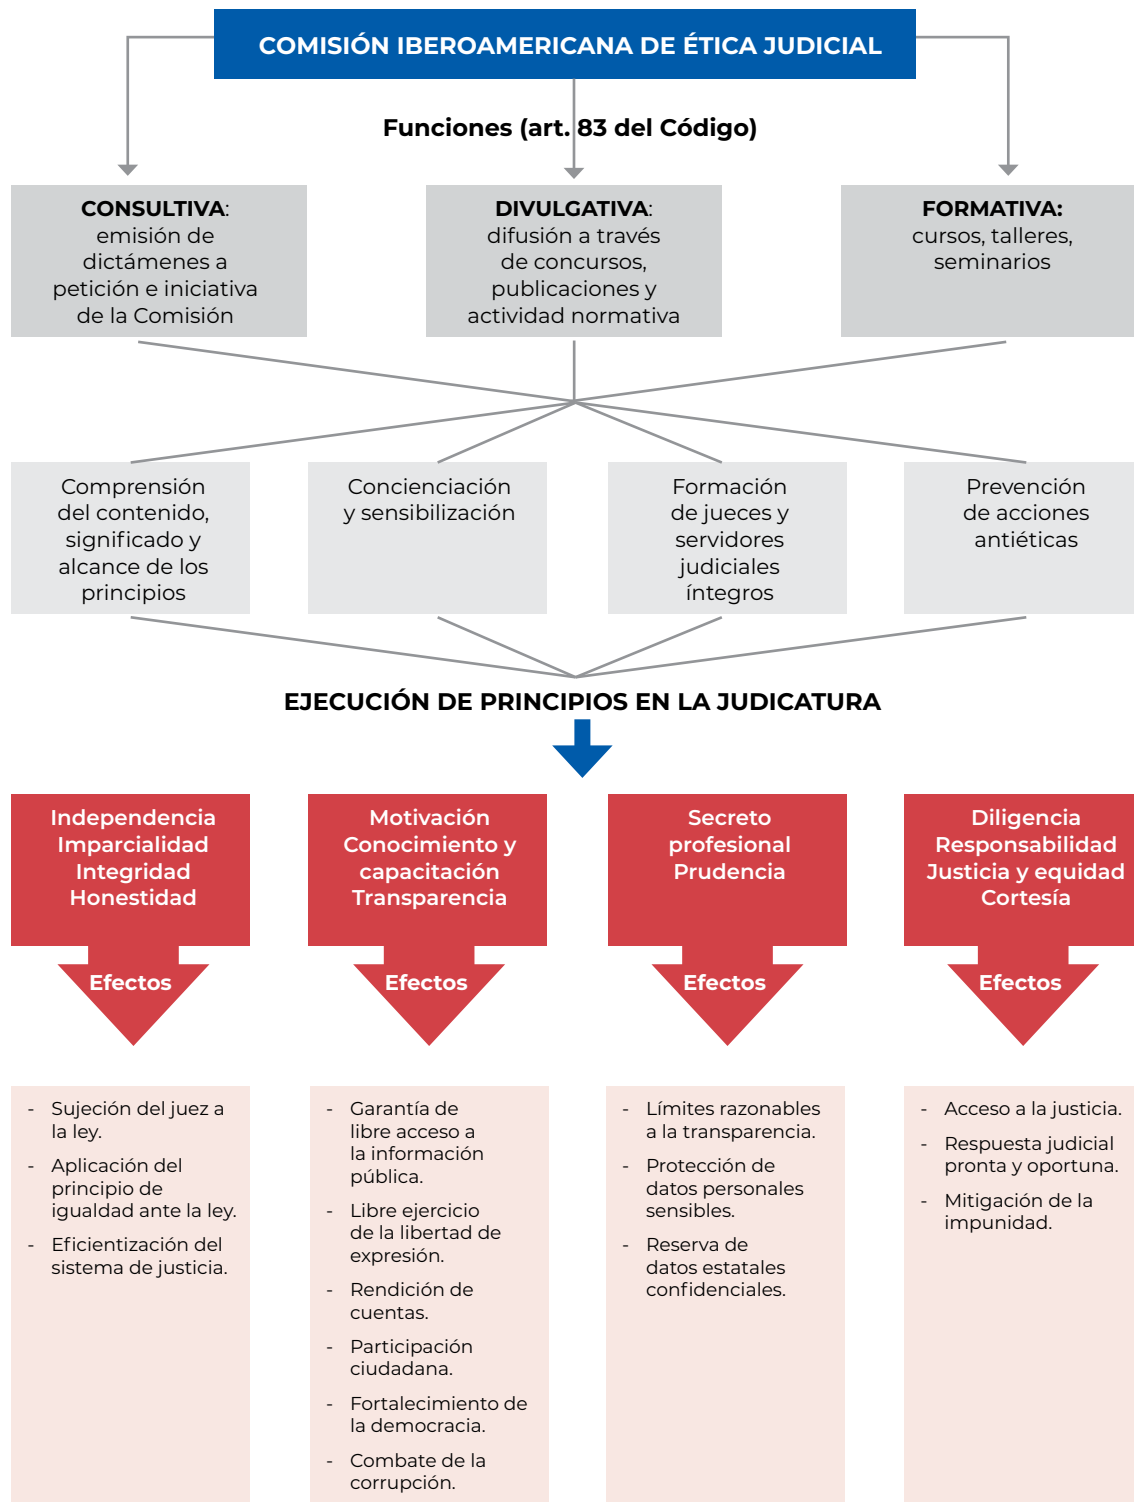 COMISIÓN IBEROAMERICANA DE ÉTICA JUDICIAL
Funciones (art. 83 del Código)
CONSULTIVA:
emisión de
dictámenes a
petición e iniciativa
de la Comisión
DIVULGATIVA:
difusión a través
de concursos,
publicaciones y
actividad normativa
FORMATIVA:
cursos, talleres,
seminarios
Comprensión
del contenido,
significado y
alcance de los
principios
Concienciación
y sensibilización
Formación
de jueces y
servidores
judiciales
íntegros
Prevención
de acciones
antiéticas
EJECUCIÓN DE PRINCIPIOS EN LA JUDICATURA
Independencia
Imparcialidad
Integridad
Honestidad
Motivación
Conocimiento y
capacitación
Transparencia
Secreto
profesional
Prudencia
Diligencia
Responsabilidad
Justicia y equidad
Cortesía
Efectos
Efectos
Efectos
Efectos
- Sujeción del juez a
la ley.
- Aplicación del
principio de
igualdad ante la ley.
- Eficientización del
sistema de justicia.
- Garantía de
libre acceso a
la información
pública.
- Libre ejercicio
de la libertad de
expresión.
- Rendición de
cuentas.
- Participación
ciudadana.
- Fortalecimiento de
la democracia.
- Combate de la
corrupción.
- Límites razonables
a la transparencia.
- Protección de
datos personales
sensibles.
- Reserva de
datos estatales
confidenciales.
- Acceso a la justicia.
- Respuesta judicial
pronta y oportuna.
- Mitigación de la
impunidad.